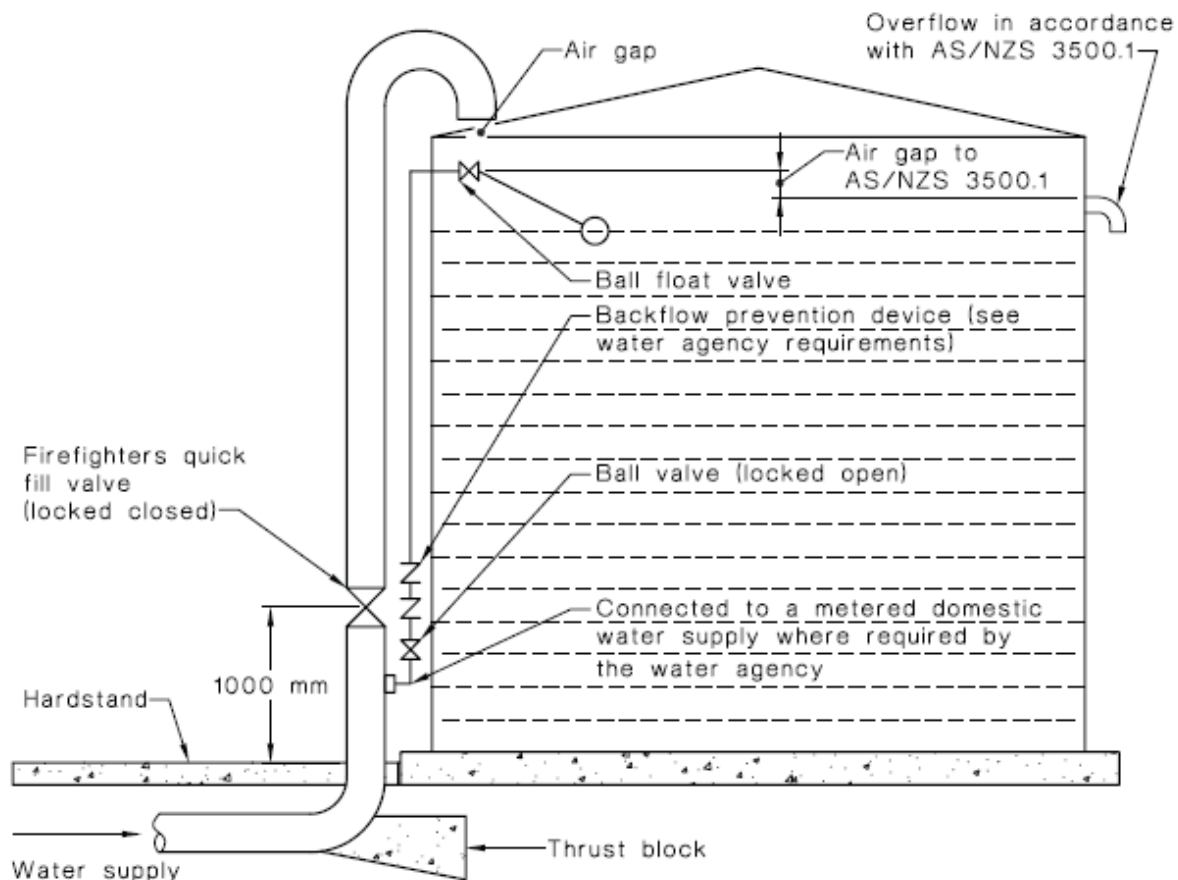 Overflow in accordance
with AS/NZS 3500.1
Air gap
Air gap to
AS/NZS 3500.1
Ball float valve
Backflow prevention device (see
water agency requirements)
Firefighters quick
fill valve
(locked closed)
Ball valve (locked open)
Connected to a metered domestic
water supply where required by
the water agency
1000 mm
Hardstand
Thrust block
Water supply